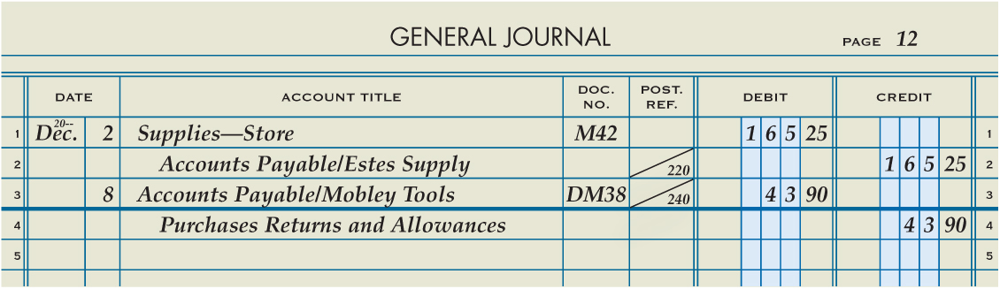 GENERAL JOURNAL PAGE 12
DATE ACCOUNT TITLE DOC. NO. POST. REF. DEBIT CREDIT
1 Dec. 20-- 2 Supplies—Store M42 165 25 1
2 Accounts Payable/Estes Supply 220 165 25 2
3 8 Accounts Payable/Mobley Tools DM38 240 43 90 3
4 Purchases Returns and Allowances 43 90 4
5 5